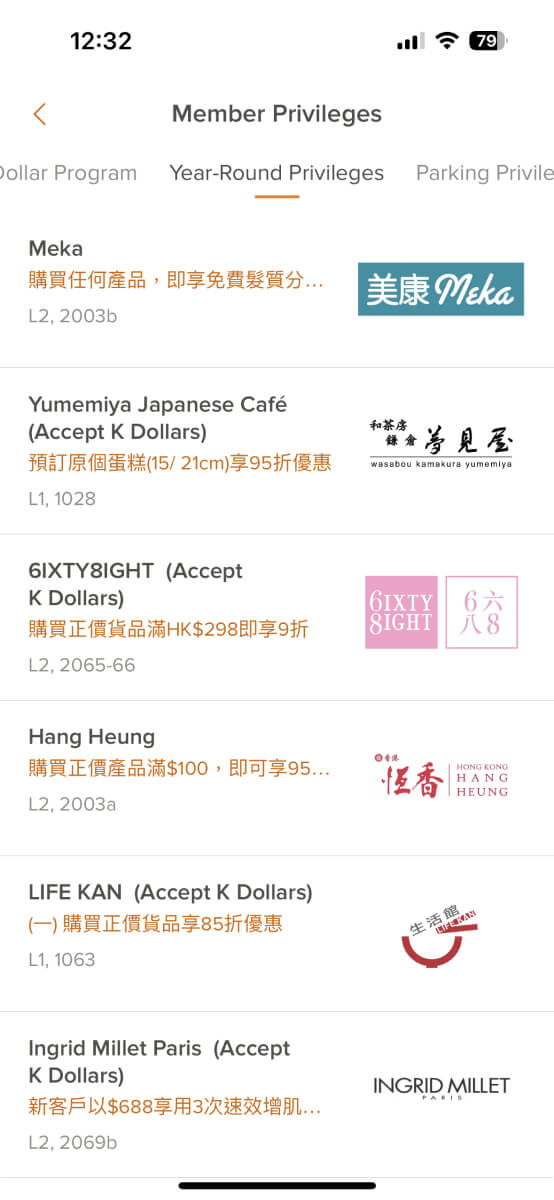 12:32
79
Member Privileges
Dollar Program
Year-Round Privileges
Parking Privile
Meka
購買任何產品，即享免費髮質分…
L2, 2003b
美康 Meka
Yumemiya Japanese Café
(Accept K Dollars)
預訂原個蛋糕(15/ 21cm)享95折優惠
L1, 1028
和茶房
鎌倉 夢見屋
wasabou kamakura yumemiya
6IXTY8IGHT (Accept
K Dollars)
購買正價貨品滿HK$298即享9折
L2, 2065-66
6IXTY
8IGHT
6六
八8
Hang Heung
購買正價產品滿$100，即可享95…
L2, 2003a
香港
恆香
HONG KONG
HANG
HEUNG
LIFE KAN (Accept K Dollars)
(一) 購買正價貨品享85折優惠
L1, 1063
生活館
LIFE KAN
Ingrid Millet Paris (Accept
K Dollars)
新客戶以$688享用3次速效增肌…
L2, 2069b
INGRID MILLET
PARIS